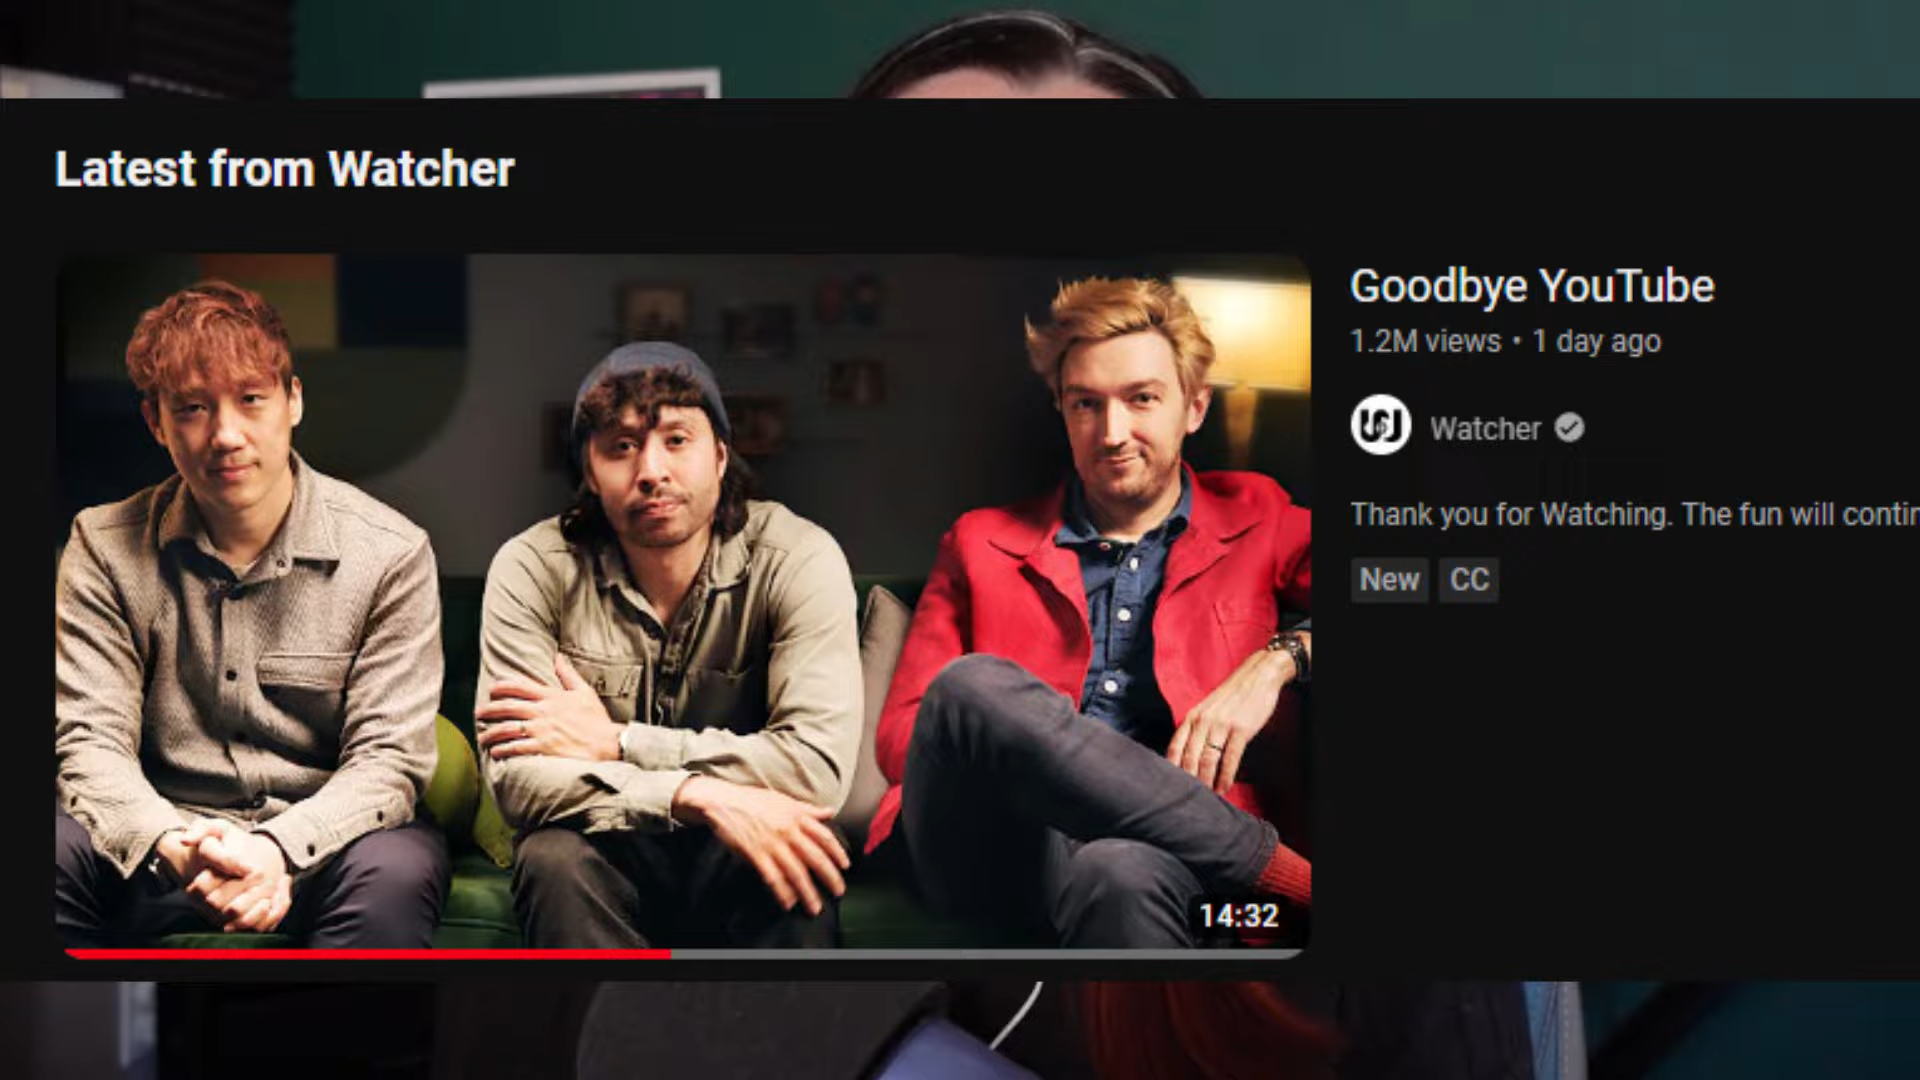 Latest from Watcher
Goodbye YouTube
1.2M views • 1 day ago
Watcher
Thank you for Watching. The fun will contin
New CC
14:32